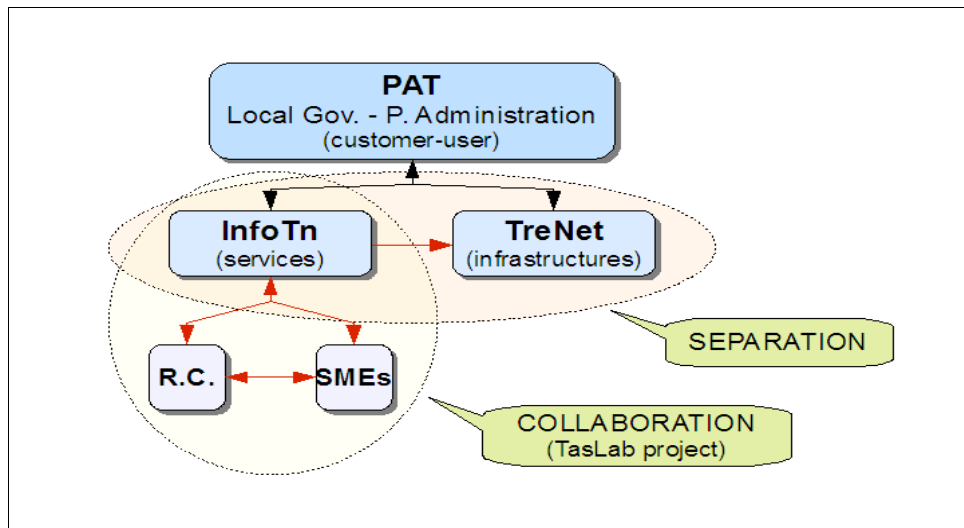 PAT
Local Gov. - P. Administration
(customer-user)
InfoTn
(services)
TreNet
(infrastructures)
SEPARATION
R.C.
SMEs
COLLABORATION
(TasLab project)